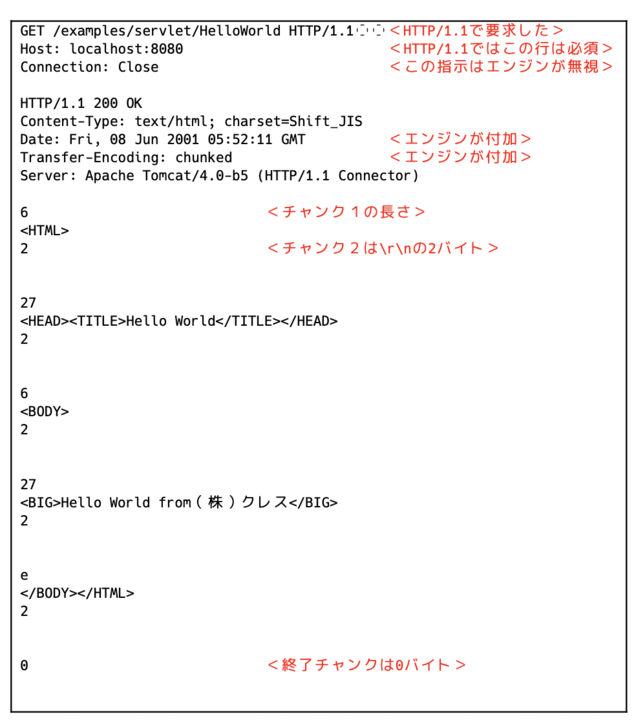 GET /examples/servlet/HelloWorld HTTP/1.1 <HTTP/1.1で要求した>
Host: localhost:8080 <HTTP/1.1ではこの行は必須>
Connection: Close <この指示はエンジンが無視>
HTTP/1.1 200 OK
Content-Type: text/html; charset=Shift_JIS
Date: Fri, 08 Jun 2001 05:52:11 GMT <エンジンが付加>
Transfer-Encoding: chunked <エンジンが付加>
Server: Apache Tomcat/4.0-b5 (HTTP/1.1 Connector)
6 <チャンク1の長さ>
<HTML>
2 <チャンク2は\r\nの2バイト>
27
<HEAD><TITLE>Hello World</TITLE></HEAD>
2
6
<BODY>
2
27
<BIG>Hello World from(株)クレス</BIG>
2
e
</BODY></HTML>
2
0 <終了チャンクは0バイト>